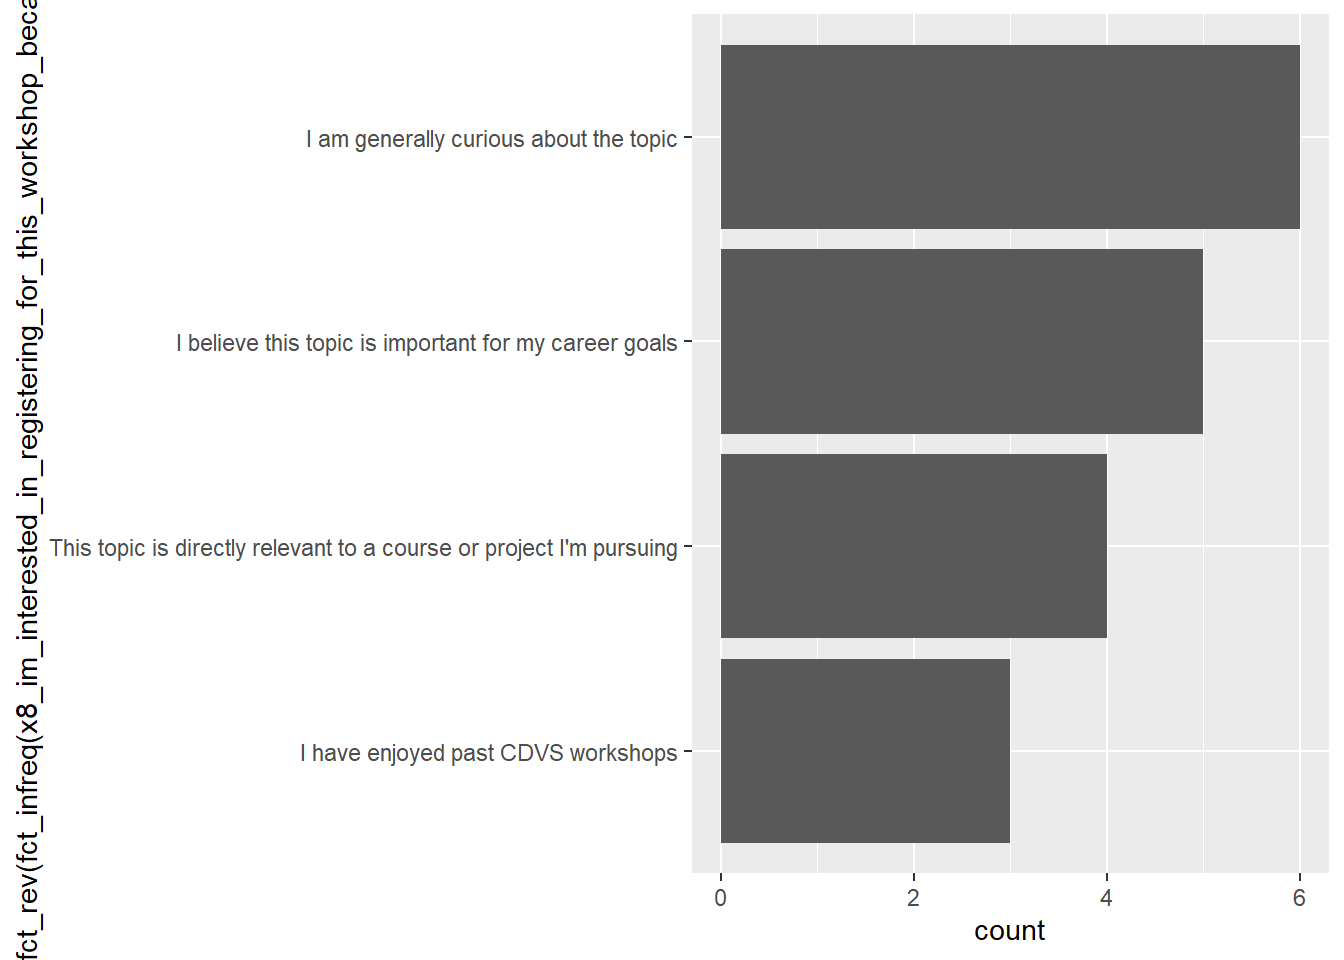 fct_rev(fct_infreq(x8_im_interested_in_registering_for_this_workshop_beca
I am generally curious about the topic
I believe this topic is important for my career goals
This topic is directly relevant to a course or project I'm pursuing
I have enjoyed past CDVS workshops
0 2 4 6
count